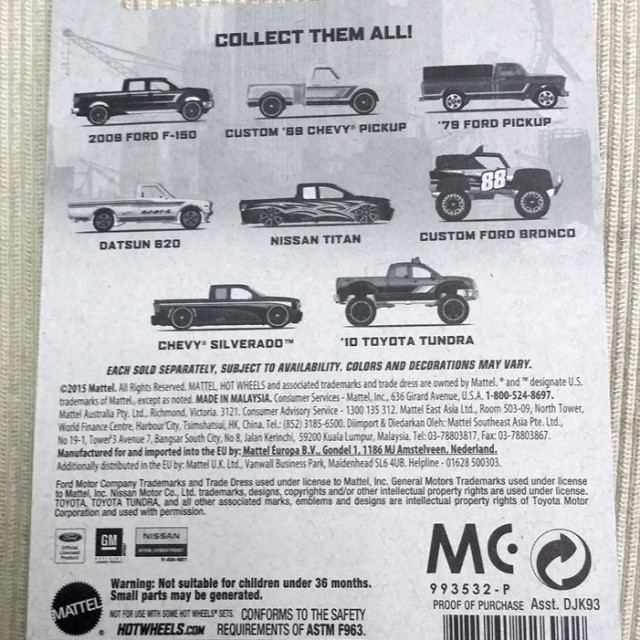 COLLECT THEM ALL!
2009 FORD F-150
CUSTOM '69 CHEVY® PICKUP
'79 FORD PICKUP
88
DATSUN 620
NISSAN TITAN
CUSTOM FORD BRONCO
CHEVY® SILVERADO™
'10 TOYOTA TUNDRA
EACH SOLD SEPARATELY, SUBJECT TO AVAILABILITY. COLORS AND DECORATIONS MAY VARY.
©2015 Mattel. All Rights Reserved. MATTEL, HOT WHEELS and associated trademarks and trade dress are owned by Mattel. ® and ™ designate U.S.
trademarks of Mattel, except as noted. MADE IN MALAYSIA. Consumer Services - Mattel, Inc., 636 Girard Avenue, U.S.A. 1-800-524-8697.
Mattel Australia Pty. Ltd., Richmond, Victoria. 3121. Consumer Advisory Service - 1300 135 312. Mattel East Asia Ltd., Room 503-09, North Tower,
World Finance Centre, Harbour City, Tsimshatsui, HK, China. Tel.: (852) 3185-6500. Diimport & Diedarkan Oleh: Mattel Southeast Asia Pte. Ltd.,
No 19-1, Tower 3 Avenue 7, Bangsar South City, No 8, Jalan Kerinchi, 59200 Kuala Lumpur, Malaysia. Tel: 03-78803817, Fax: 03-78803867.
Manufactured for and imported into the EU by: Mattel Europa B.V., Gondel 1, 1186 MJ Amstelveen, Nederland.
Additionally distributed in the EU by: Mattel U.K. Ltd., Vanwall Business Park, Maidenhead SL6 4UB. Helpline - 01628 500303.
Ford Motor Company Trademarks and Trade Dress used under license to Mattel, Inc. General Motors Trademarks used under license
to Mattel, Inc. Nissan Motor Co., Ltd. trademarks, designs, copyrights and/or other intellectual property rights are used under license.
TOYOTA, TOYOTA TUNDRA, and all other associated marks, emblems and designs are intellectual property rights of Toyota Motor
Corporation and used with permission.
Ford
Official Licensed Product
GM
NISSAN
MC
993532-P
PROOF OF PURCHASE Asst. DJK93
Warning: Not suitable for children under 36 months.
Small parts may be generated.
MATTEL
NOT FOR USE WITH SOME HOT WHEELS® SETS.
HOTWHEELS.COM
CONFORMS TO THE SAFETY
REQUIREMENTS OF ASTM F963.